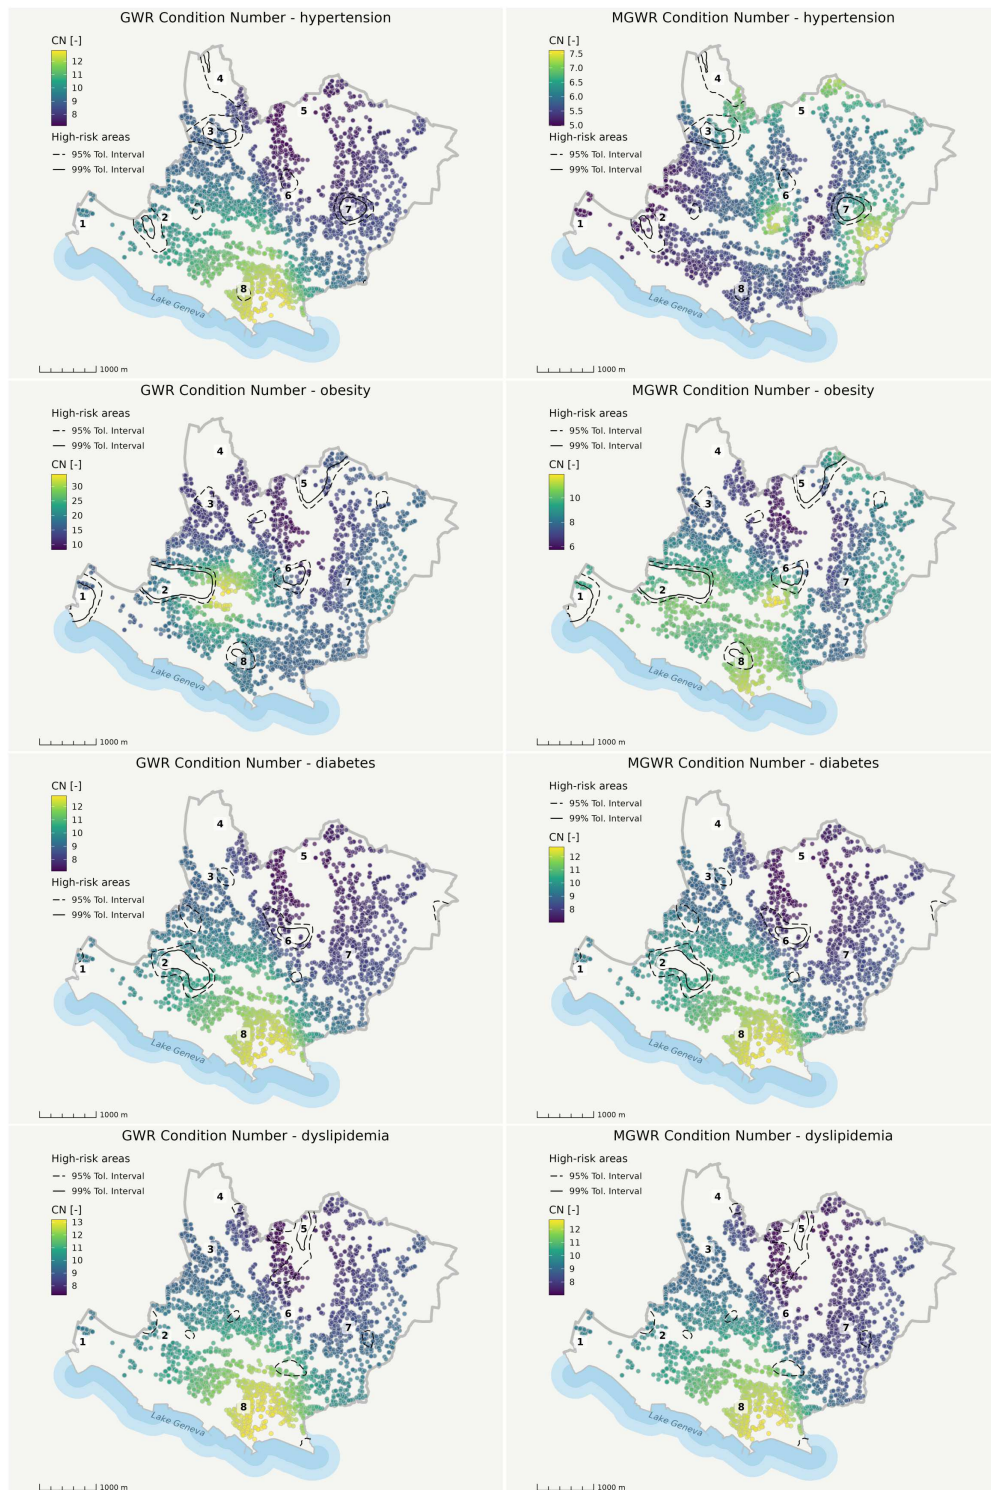 GWR Condition Number - hypertension
CN [-]
12
11
10
9
8
High-risk areas
95% Tol. Interval
99% Tol. Interval
1
2
3
4
5
6
7
8
Lake Geneva
1000 m
MGWR Condition Number - hypertension
CN [-]
7.5
7.0
6.5
6.0
5.5
5.0
High-risk areas
95% Tol. Interval
99% Tol. Interval
1
2
3
4
5
6
7
8
Lake Geneva
1000 m
GWR Condition Number - obesity
High-risk areas
95% Tol. Interval
99% Tol. Interval
CN [-]
30
25
20
15
10
1
2
3
4
5
6
7
8
Lake Geneva
1000 m
MGWR Condition Number - obesity
High-risk areas
95% Tol. Interval
99% Tol. Interval
CN [-]
10
8
6
1
2
3
4
5
6
7
8
Lake Geneva
1000 m
GWR Condition Number - diabetes
CN [-]
12
11
10
9
8
High-risk areas
95% Tol. Interval
99% Tol. Interval
1
2
3
4
5
6
7
8
Lake Geneva
1000 m
MGWR Condition Number - diabetes
High-risk areas
95% Tol. Interval
99% Tol. Interval
CN [-]
12
11
10
9
8
1
2
3
4
5
6
7
8
Lake Geneva
1000 m
GWR Condition Number - dyslipidemia
High-risk areas
95% Tol. Interval
99% Tol. Interval
CN [-]
13
12
11
10
9
8
1
2
3
4
5
6
7
8
Lake Geneva
1000 m
MGWR Condition Number - dyslipidemia
High-risk areas
95% Tol. Interval
99% Tol. Interval
CN [-]
12
11
10
9
8
1
2
3
4
5
6
7
8
Lake Geneva
1000 m